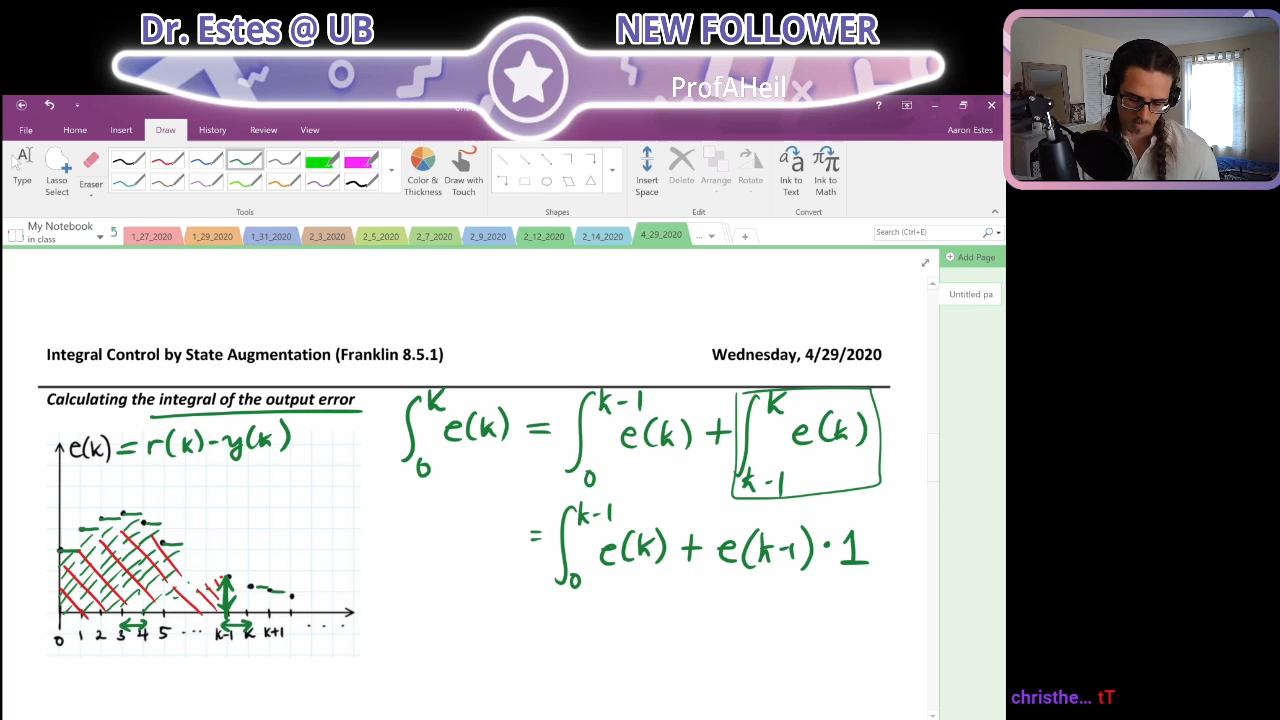 Dr. Estes @ UB
NEW FOLLOWER
ProfAHeil
File Home Insert Draw History Review View
Aaron Estes
Type
Lasso Select
Eraser
Color & Thickness
Draw with Touch
Insert Space
Delete
Arrange
Rotate
Ink to Text
Ink to Math
Tools
Shapes
Edit
Convert
My Notebook
in class
1_27_2020 1_29_2020 1_31_2020 2_3_2020 2_5_2020 2_7_2020 2_9_2020 2_12_2020 2_14_2020 4_29_2020 ...
Search (Ctrl+E)
Add Page
Untitled pa
Integral Control by State Augmentation (Franklin 8.5.1)
Wednesday, 4/29/2020
Calculating the integral of the output error
e(k) = r(k) - y(k)
∫₀ᵏ e(k) = ∫₀ᵏ⁻¹ e(k) + ∫ₖ₋₁ᵏ e(k)
= ∫₀ᵏ⁻¹ e(k) + e(k-1) · 1
0 1 2 3 4 5 ... k-1 k k+1 . . . .
christhe... tT